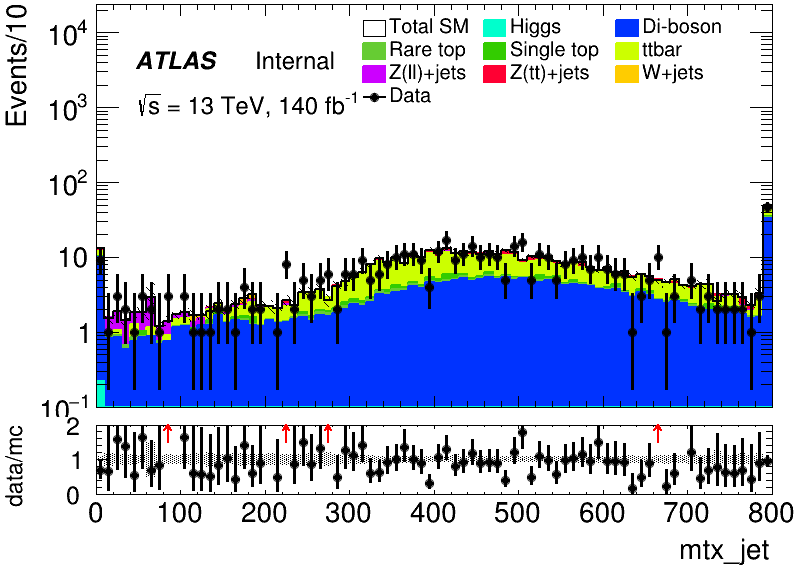 Events/10
10⁴
10³
10²
10
1
10⁻¹
ATLAS Internal
√s = 13 TeV, 140 fb⁻¹
Total SM Higgs Di-boson
Rare top Single top ttbar
Z(ll)+jets Z(tt)+jets W+jets
Data
data/mc
2
1
0
0 100 200 300 400 500 600 700 800
mtx_jet